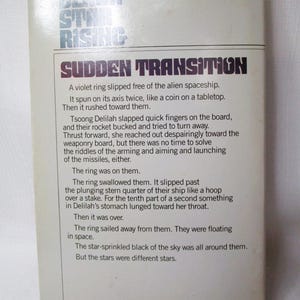 BLACK
STAR
RISING
SUDDEN TRANSITION
A violet ring slipped free of the alien spaceship.
It spun on its axis twice, like a coin on a tabletop.
Then it rushed toward them.
Tsoong Delilah slapped quick fingers on the board,
and their rocket bucked and tried to turn away.
Thrust forward, she reached out despairingly toward the
weaponry board, but there was no time to solve
the riddles of the arming and aiming and launching
of the missiles, either.
The ring was on them.
The ring swallowed them. It slipped past
the plunging stern quarter of their ship like a hoop
over a stake. For the tenth part of a second something
in Delilah's stomach lunged toward her throat.
Then it was over.
The ring sailed away from them. They were floating
in space.
The star-sprinkled black of the sky was all around them.
But the stars were different stars.